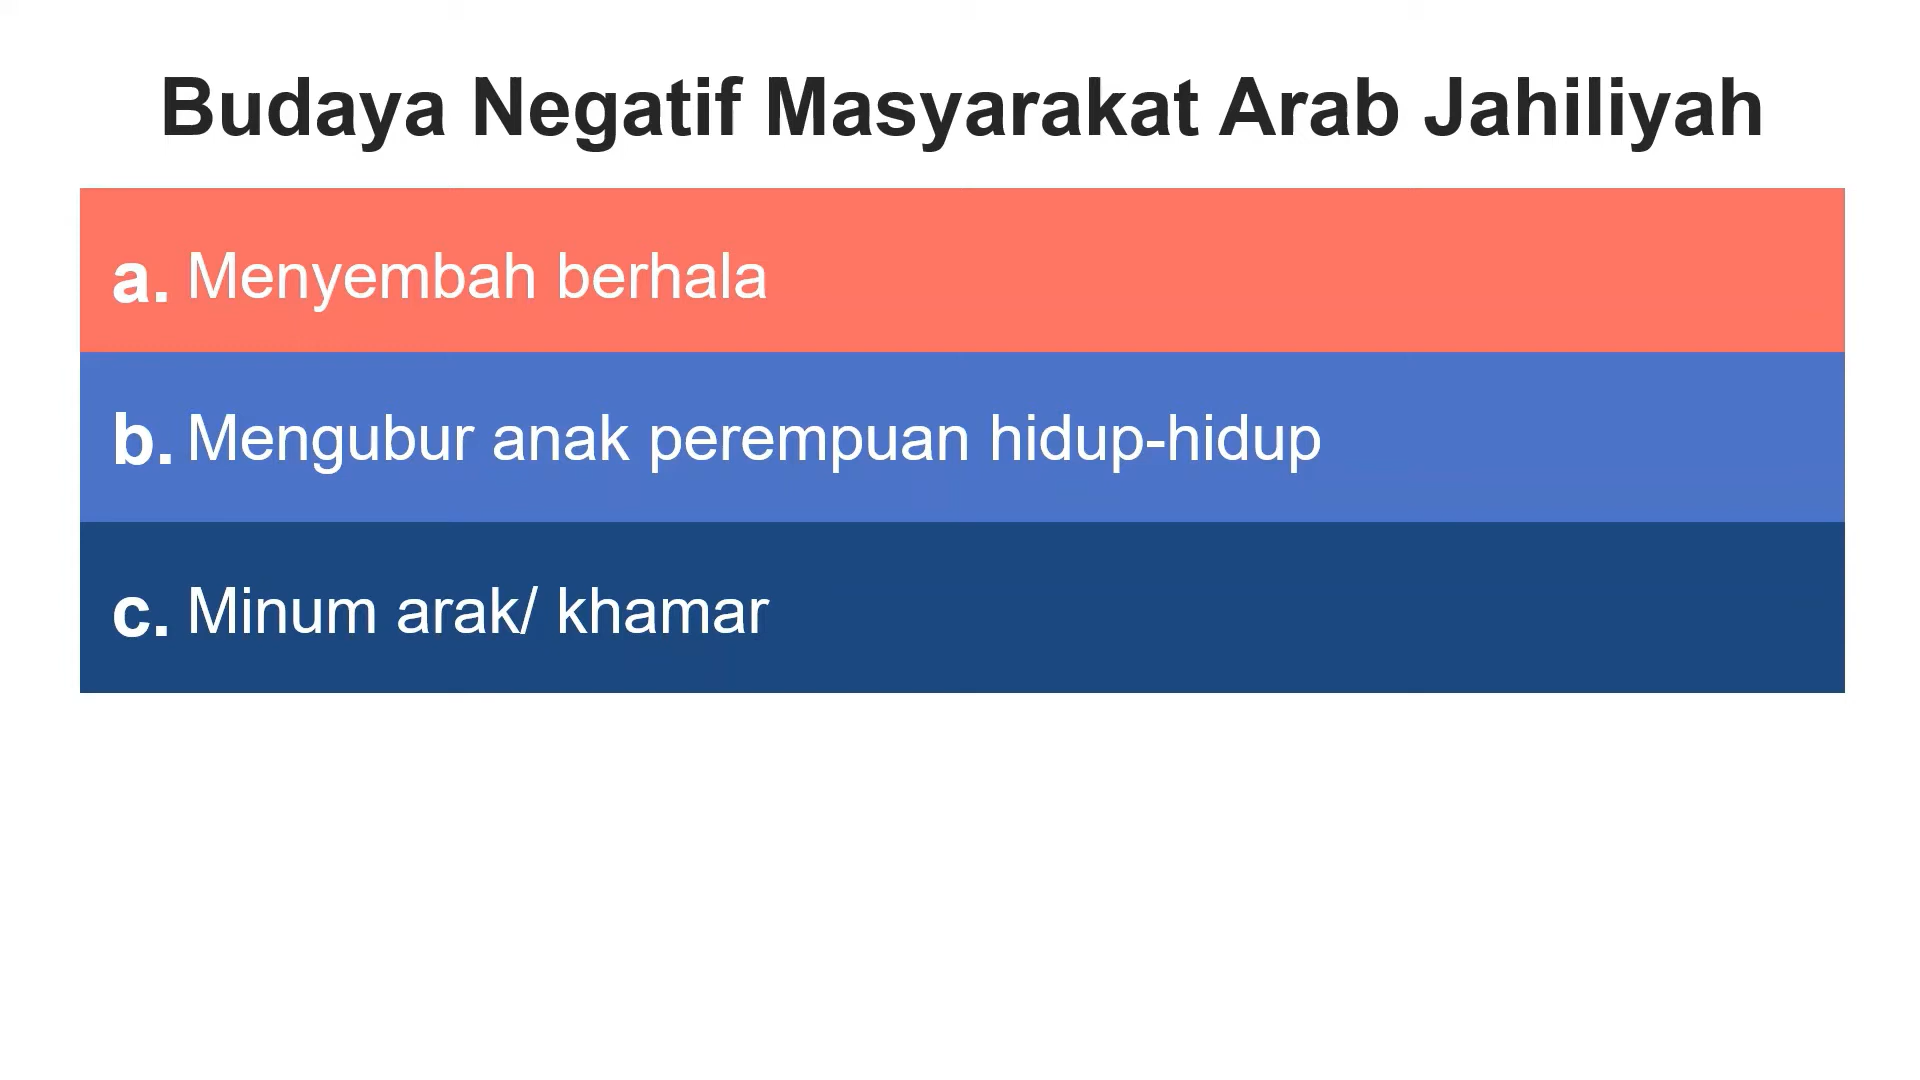 Budaya Negatif Masyarakat Arab Jahiliyah
a. Menyembah berhala
b. Mengubur anak perempuan hidup-hidup
c. Minum arak/ khamar